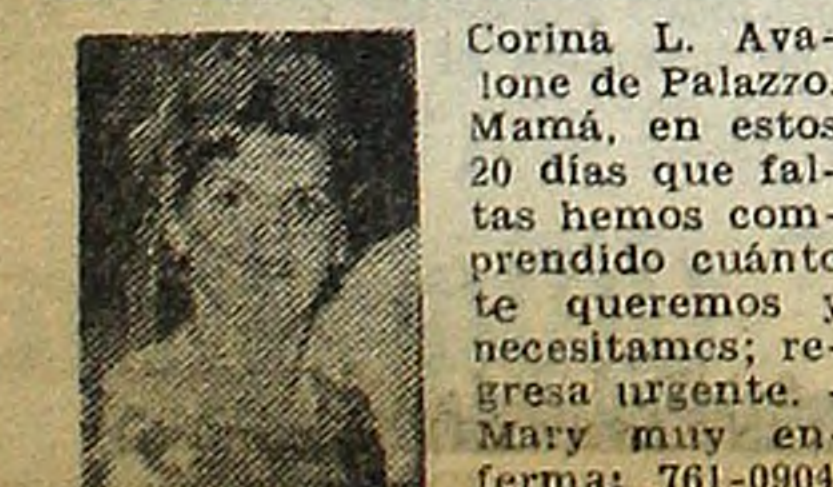 Corina L. Ava-
lone de Palazzo.
Mamá, en estos
20 días que fal-
tas hemos com-
prendido cuánto
te queremos y
necesitamos; re-
gresa urgente. -
Mary muy en.
ferma: 761-0904